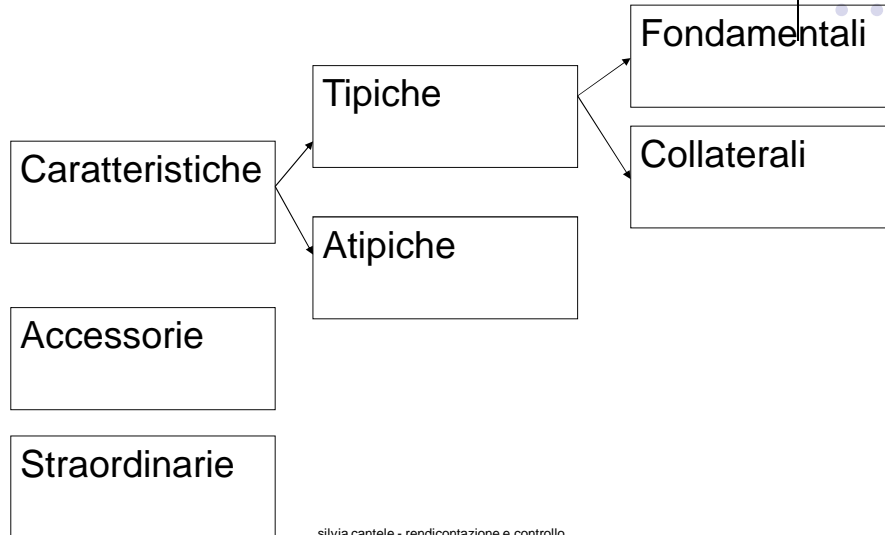 Caratteristiche
Tipiche
Fondamentali
Collaterali
Atipiche
Accessorie
Straordinarie
silvia cantele - rendicontazione e controllo